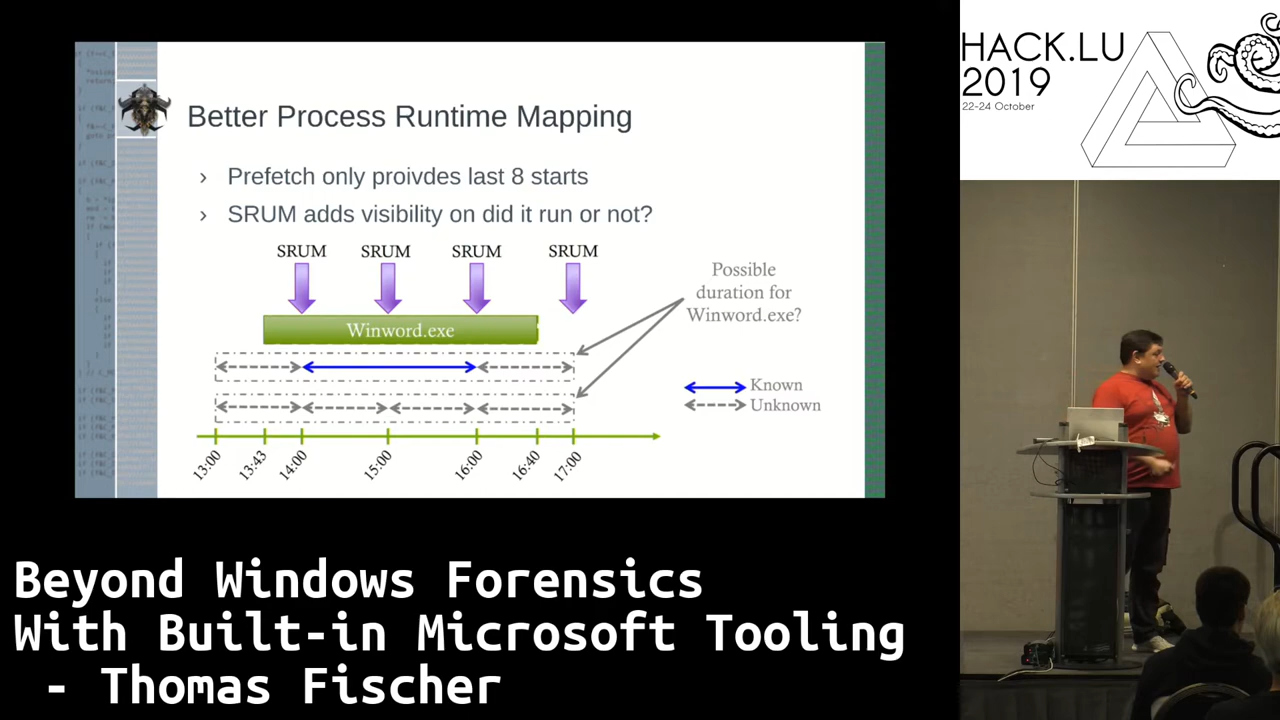 HACK.LU
2019
22-24 October
Better Process Runtime Mapping
› Prefetch only proivdes last 8 starts
› SRUM adds visibility on did it run or not?
SRUM SRUM SRUM SRUM
Possible
duration for
Winword.exe?
Winword.exe
Known
Unknown
13:00 13:43 14:00 15:00 16:00 16:40 17:00
Beyond Windows Forensics
With Built-in Microsoft Tooling
- Thomas Fischer